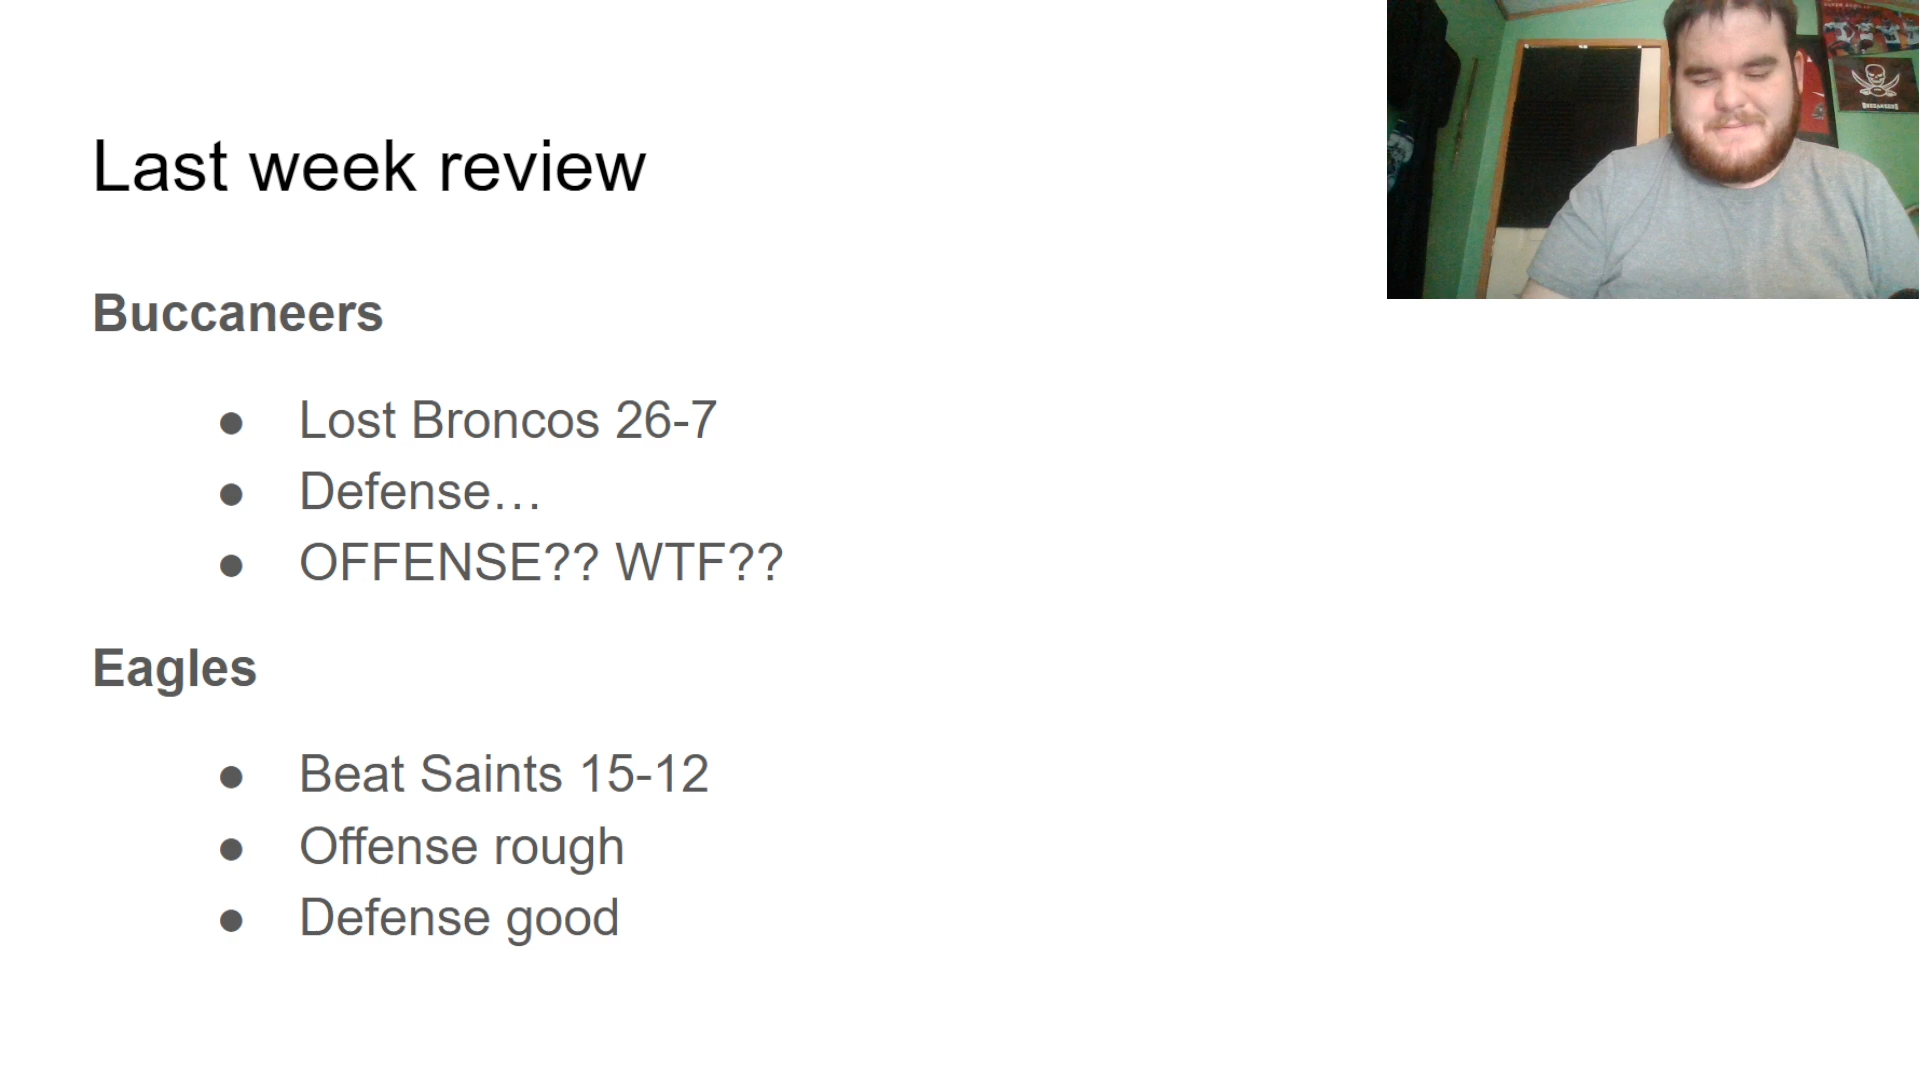 Last week review
Buccaneers
● Lost Broncos 26-7
● Defense…
● OFFENSE?? WTF??
Eagles
● Beat Saints 15-12
● Offense rough
● Defense good
BUCCANEERS